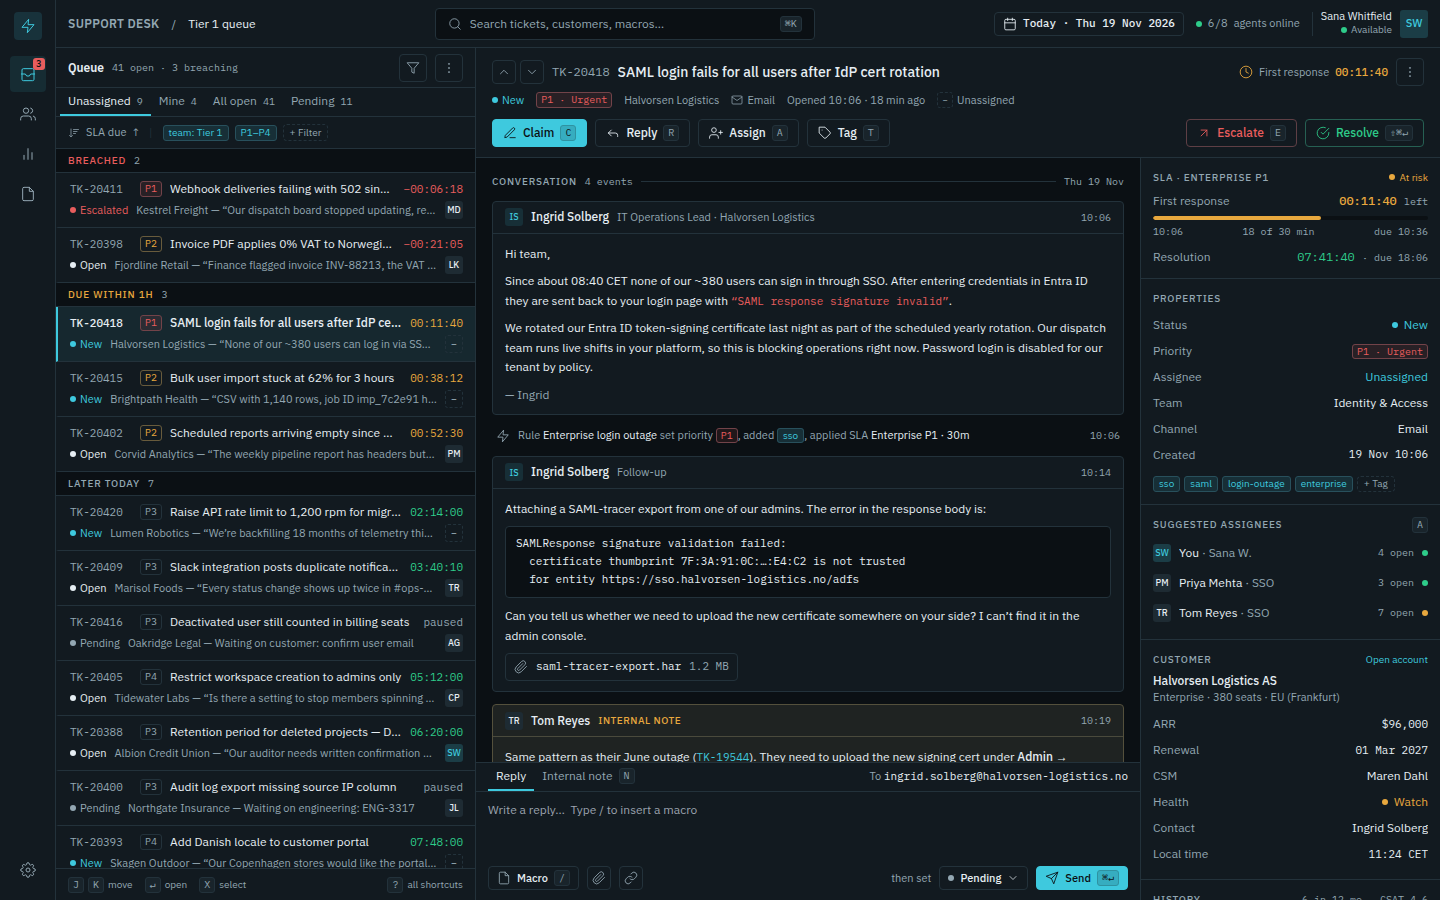 SUPPORT DESK / Tier 1 queue
Search tickets, customers, macros... ⌘K
Today · Thu 19 Nov 2026
6/8 agents online
Sana Whitfield
Available
SW
3
Queue 41 open · 3 breaching
Unassigned 9 Mine 4 All open 41 Pending 11
SLA due ↑ team: Tier 1 P1–P4 + Filter
BREACHED 2
TK-20411 P1 Webhook deliveries failing with 502 sin... −00:06:18
Escalated Kestrel Freight — “Our dispatch board stopped updating, re... MD
TK-20398 P2 Invoice PDF applies 0% VAT to Norwegi... −00:21:05
Open Fjordline Retail — “Finance flagged invoice INV-88213, the VAT ... LK
DUE WITHIN 1H 3
TK-20418 P1 SAML login fails for all users after IdP ce... 00:11:40
New Halvorsen Logistics — “None of our ~380 users can log in via SS... –
TK-20415 P2 Bulk user import stuck at 62% for 3 hours 00:38:12
New Brightpath Health — “CSV with 1,140 rows, job ID imp_7c2e91 h... –
TK-20402 P2 Scheduled reports arriving empty since ... 00:52:30
Open Corvid Analytics — “The weekly pipeline report has headers but... PM
LATER TODAY 7
TK-20420 P3 Raise API rate limit to 1,200 rpm for migr... 02:14:00
New Lumen Robotics — “We’re backfilling 18 months of telemetry thi... –
TK-20409 P3 Slack integration posts duplicate notifica... 03:40:10
Open Marisol Foods — “Every status change shows up twice in #ops-... TR
TK-20416 P3 Deactivated user still counted in billing seats paused
Pending Oakridge Legal — Waiting on customer: confirm user email AG
TK-20405 P4 Restrict workspace creation to admins only 05:12:00
Open Tidewater Labs — “Is there a setting to stop members spinning ... CP
TK-20388 P3 Retention period for deleted projects — D... 06:20:00
Open Albion Credit Union — “Our auditor needs written confirmation ... SW
TK-20400 P3 Audit log export missing source IP column paused
Pending Northgate Insurance — Waiting on engineering: ENG-3317 JL
TK-20393 P4 Add Danish locale to customer portal 07:48:00
New Skagen Outdoor — “Our Copenhagen stores would like the portal... –
J K move ↵ open X select ? all shortcuts
TK-20418 SAML login fails for all users after IdP cert rotation
First response 00:11:40
New P1 · Urgent Halvorsen Logistics Email Opened 10:06 · 18 min ago – Unassigned
Claim C Reply R Assign A Tag T Escalate E Resolve ⇧⌘↵
CONVERSATION 4 events Thu 19 Nov
IS Ingrid Solberg IT Operations Lead · Halvorsen Logistics 10:06
Hi team,
Since about 08:40 CET none of our ~380 users can sign in through SSO. After entering credentials in Entra ID
they are sent back to your login page with “SAML response signature invalid”.
We rotated our Entra ID token-signing certificate last night as part of the scheduled yearly rotation. Our dispatch
team runs live shifts in your platform, so this is blocking operations right now. Password login is disabled for our
tenant by policy.
— Ingrid
Rule Enterprise login outage set priority P1, added sso, applied SLA Enterprise P1 · 30m 10:06
IS Ingrid Solberg Follow-up 10:14
Attaching a SAML-tracer export from one of our admins. The error in the response body is:
SAMLResponse signature validation failed:
certificate thumbprint 7F:3A:91:0C:…:E4:C2 is not trusted
for entity https://sso.halvorsen-logistics.no/adfs
Can you tell us whether we need to upload the new certificate somewhere on your side? I can’t find it in the
admin console.
saml-tracer-export.har 1.2 MB
TR Tom Reyes INTERNAL NOTE 10:19
Same pattern as their June outage (TK-19544). They need to upload the new signing cert under Admin →
Reply Internal note N To ingrid.solberg@halvorsen-logistics.no
Write a reply... Type / to insert a macro
Macro / then set Pending Send ⌘↵
SLA · ENTERPRISE P1 At risk
First response 00:11:40 left
10:06 18 of 30 min due 10:36
Resolution 07:41:40 · due 18:06
PROPERTIES
Status New
Priority P1 · Urgent
Assignee Unassigned
Team Identity & Access
Channel Email
Created 19 Nov 10:06
sso saml login-outage enterprise + Tag
SUGGESTED ASSIGNEES A
SW You · Sana W. 4 open
PM Priya Mehta · SSO 3 open
TR Tom Reyes · SSO 7 open
CUSTOMER Open account
Halvorsen Logistics AS
Enterprise · 380 seats · EU (Frankfurt)
ARR $96,000
Renewal 01 Mar 2027
CSM Maren Dahl
Health Watch
Contact Ingrid Solberg
Local time 11:24 CET